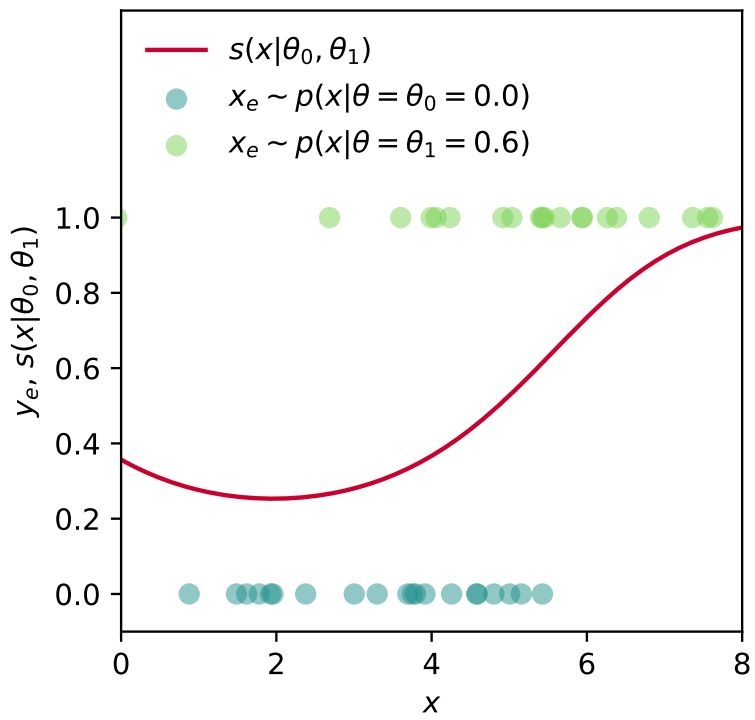 s(x|θ₀, θ₁)
xₑ ~ p(x|θ = θ₀ = 0.0)
xₑ ~ p(x|θ = θ₁ = 0.6)
yₑ, s(x|θ₀, θ₁)
1.0
0.8
0.6
0.4
0.2
0.0
0 2 4 6 8
x